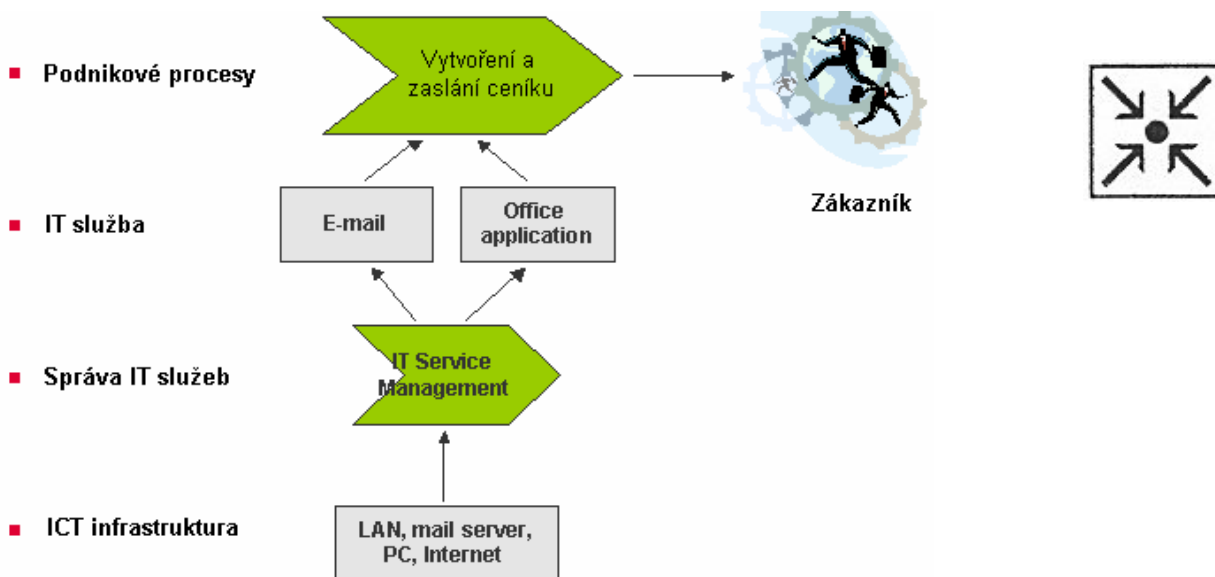 Podnikové procesy
Vytvoření a
zaslání ceníku
Zákazník
IT služba
E-mail
Office
application
Správa IT služeb
IT Service
Management
ICT infrastruktura
LAN, mail server,
PC, Internet